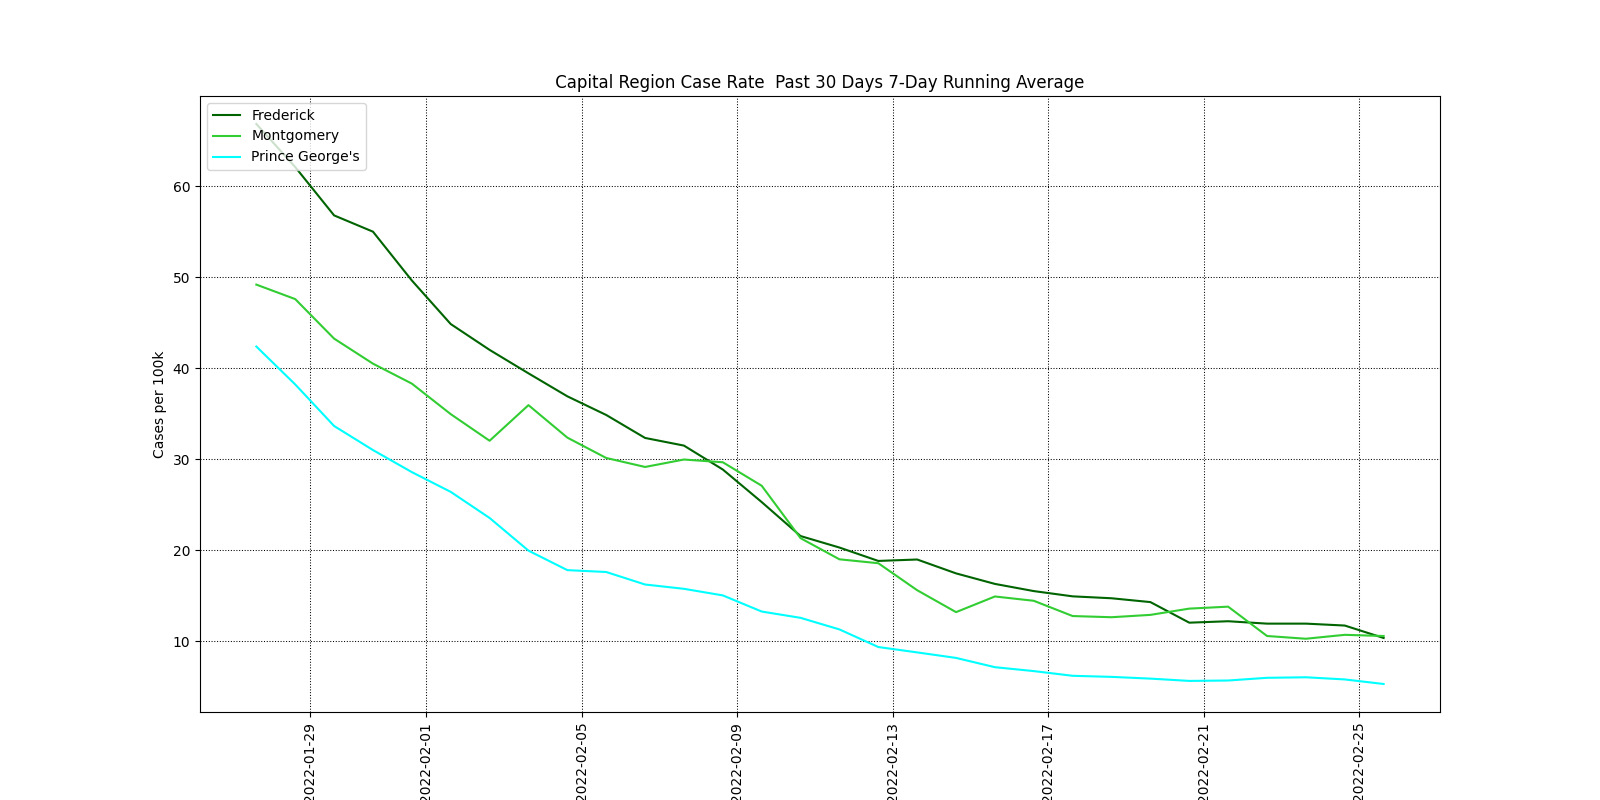 Capital Region Case Rate  Past 30 Days 7-Day Running Average
Frederick
Montgomery
Prince George's
Cases per 100k
60
50
40
30
20
10
2022-01-29
2022-02-01
2022-02-05
2022-02-09
2022-02-13
2022-02-17
2022-02-21
2022-02-25